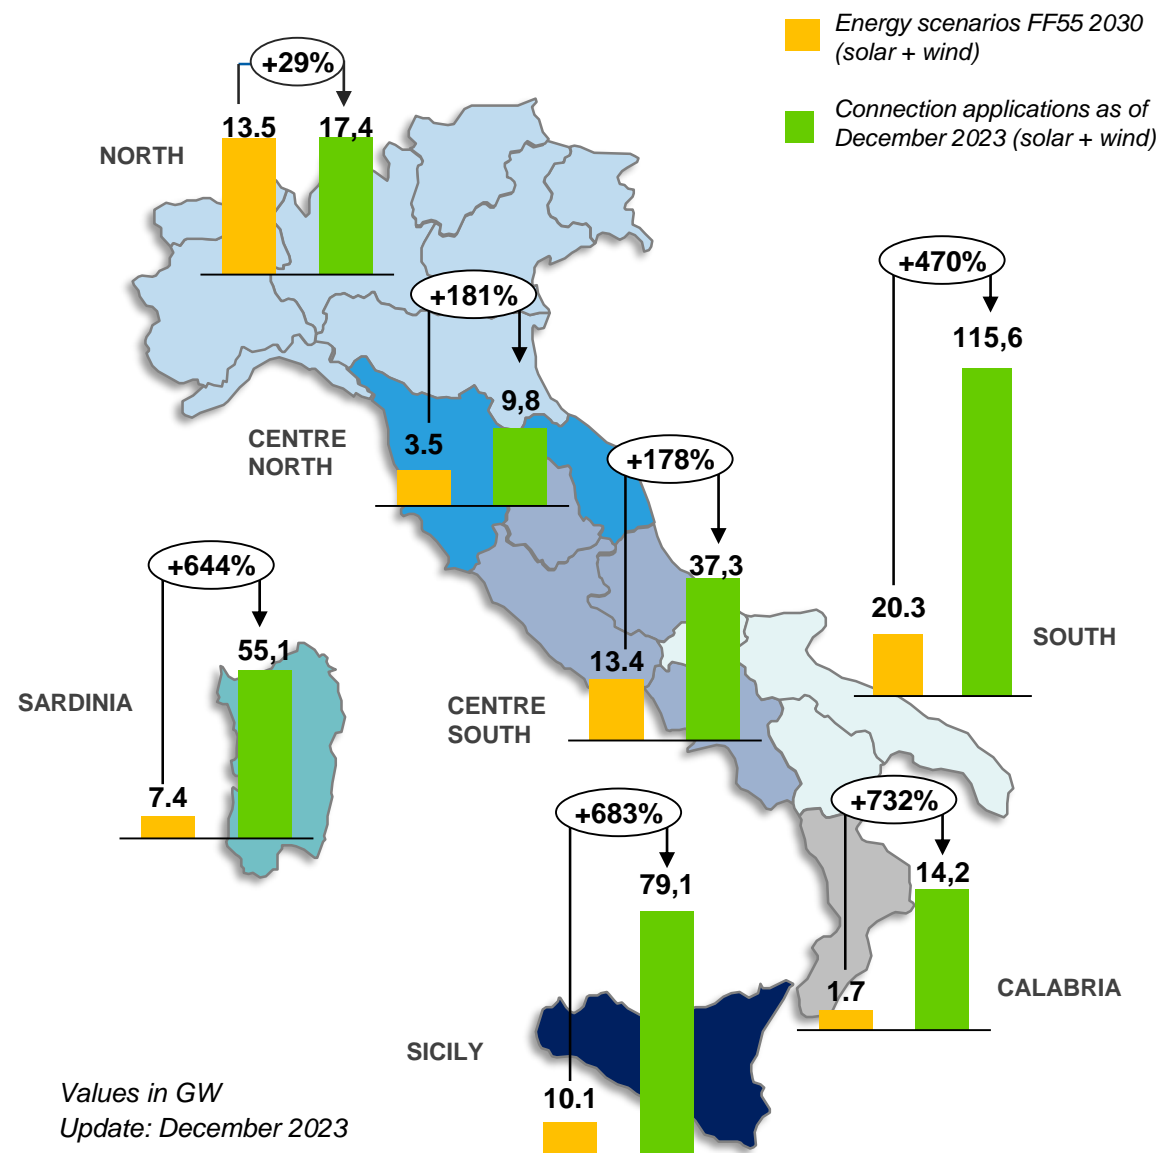 Energy scenarios FF55 2030
(solar + wind)
Connection applications as of
December 2023 (solar + wind)
+29%
13.5
17,4
NORTH
+181%
9,8
3.5
CENTRE
NORTH
+470%
115,6
20.3
SOUTH
+178%
37,3
13.4
CENTRE
SOUTH
+644%
55,1
7.4
SARDINIA
+683%
79,1
10.1
SICILY
+732%
14,2
1.7
CALABRIA
Values in GW
Update: December 2023